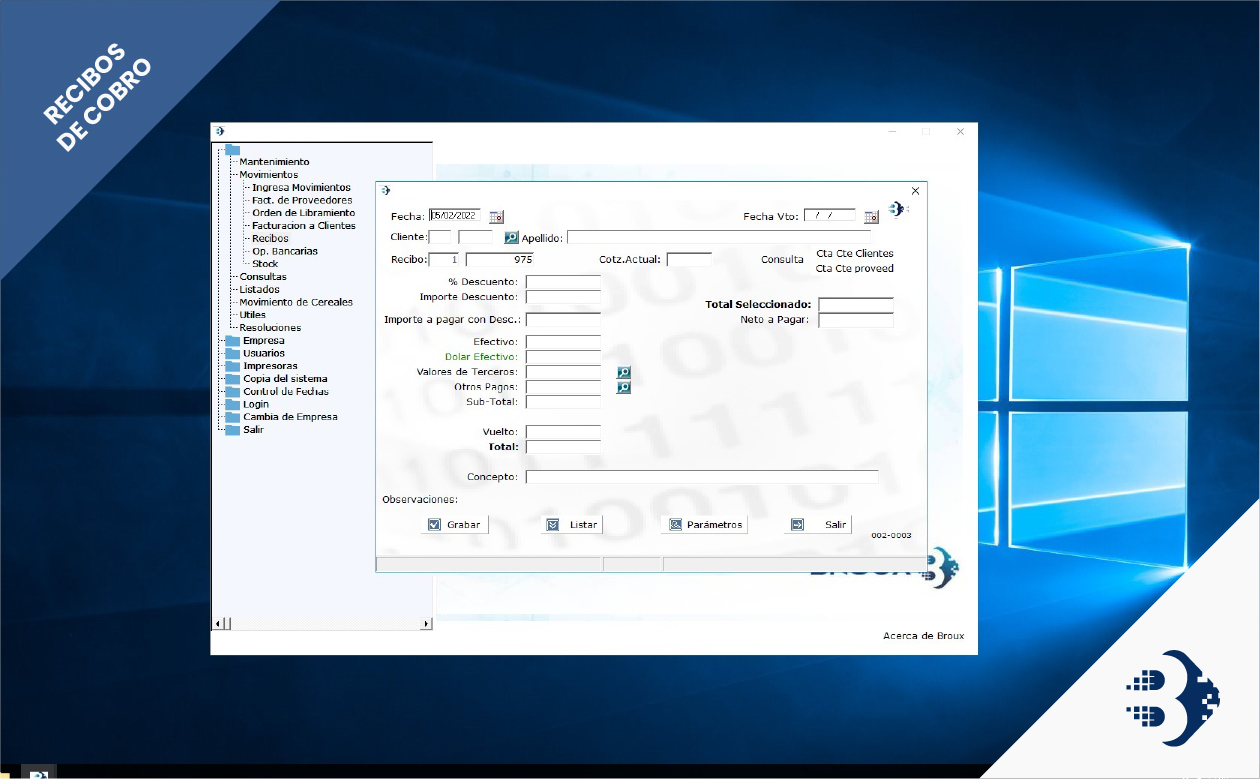 RECIBOS
DE COBRO
Mantenimiento
Movimientos
Ingresa Movimientos
Fact. de Proveedores
Orden de Libramiento
Facturacion a Clientes
Recibos
Op. Bancarias
Stock
Consultas
Listados
Movimiento de Cereales
Utiles
Resoluciones
Empresa
Usuarios
Impresoras
Copia del sistema
Control de Fechas
Login
Cambia de Empresa
Salir
Fecha: 05/02/2022 Fecha Vto: / /
Cliente: Apellido:
Recibo: 1 975 Cotz.Actual: Consulta Cta Cte Clientes
Cta Cte proveed
% Descuento:
Importe Descuento:
Total Seleccionado:
Importe a pagar con Desc.: Neto a Pagar:
Efectivo:
Dolar Efectivo:
Valores de Terceros:
Otros Pagos:
Sub-Total:
Vuelto:
Total:
Concepto:
Observaciones:
Grabar Listar Parámetros Salir
002-0003
BROUX
Acerca de Broux